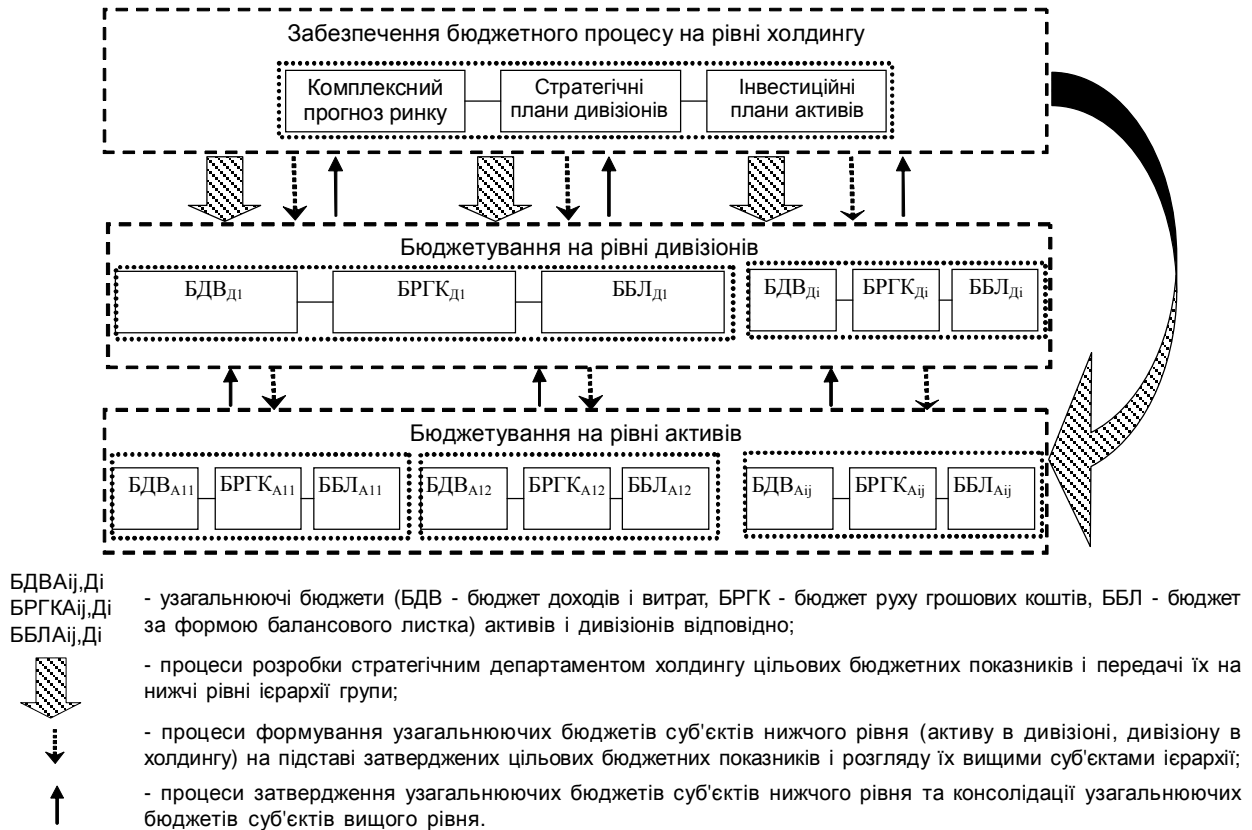 Забезпечення бюджетного процесу на рівні холдингу
Комплексний
прогноз ринку
Стратегічні
плани дивізіонів
Інвестиційні
плани активів
Бюджетування на рівні дивізіонів
БДВД1
БРГКД1
ББЛД1
БДВДі
БРГКДі
ББЛДі
Бюджетування на рівні активів
БДВА11
БРГКА11
ББЛА11
БДВА12
БРГКА12
ББЛА12
БДВАij
БРГКАij
ББЛАij
БДВАij,Ді
БРГКАij,Ді
ББЛАij,Ді
- узагальнюючі бюджети (БДВ - бюджет доходів і витрат, БРГК - бюджет руху грошових коштів, ББЛ - бюджет
за формою балансового листка) активів і дивізіонів відповідно;
- процеси розробки стратегічним департаментом холдингу цільових бюджетних показників і передачі їх на
нижчі рівні ієрархії групи;
- процеси формування узагальнюючих бюджетів суб'єктів нижчого рівня (активу в дивізіоні, дивізіону в
холдингу) на підставі затверджених цільових бюджетних показників і розгляду їх вищими суб'єктами ієрархії;
- процеси затвердження узагальнюючих бюджетів суб'єктів нижчого рівня та консолідації узагальнюючих
бюджетів суб'єктів вищого рівня.